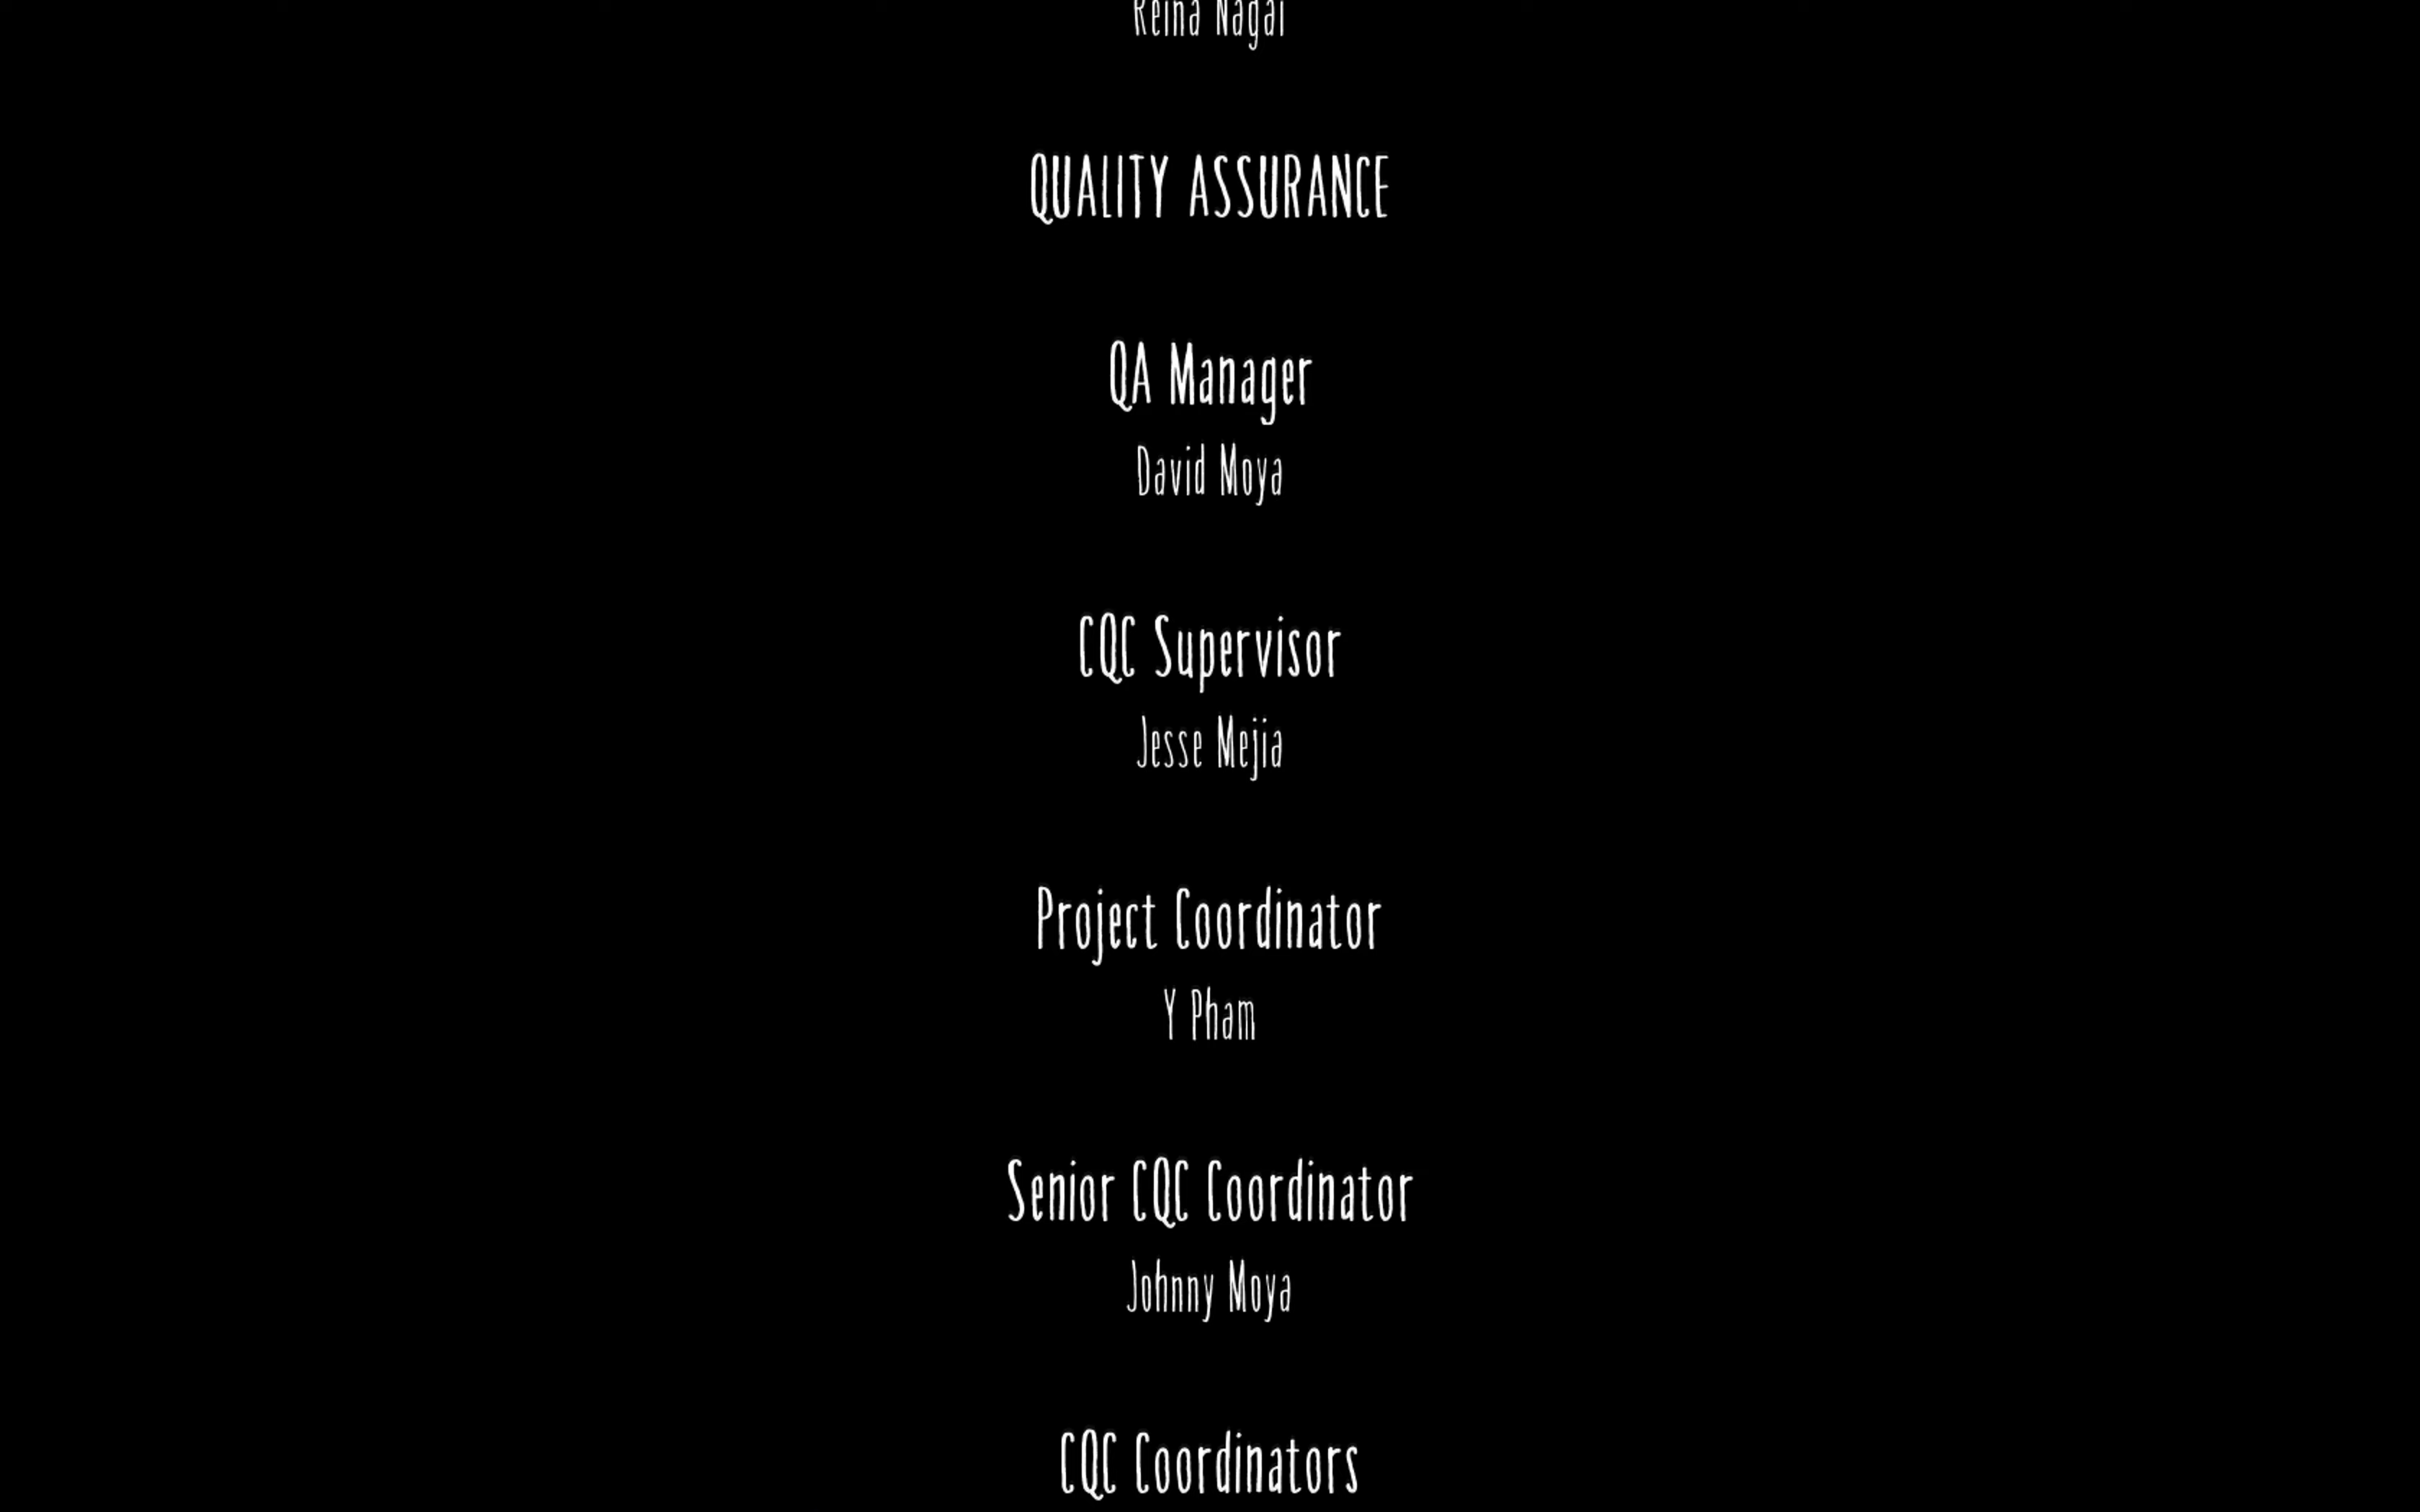 Reina Nagai
QUALITY ASSURANCE
QA Manager
David Moya
CQC Supervisor
Jesse Mejia
Project Coordinator
Y Pham
Senior CQC Coordinator
Johnny Moya
CQC Coordinators